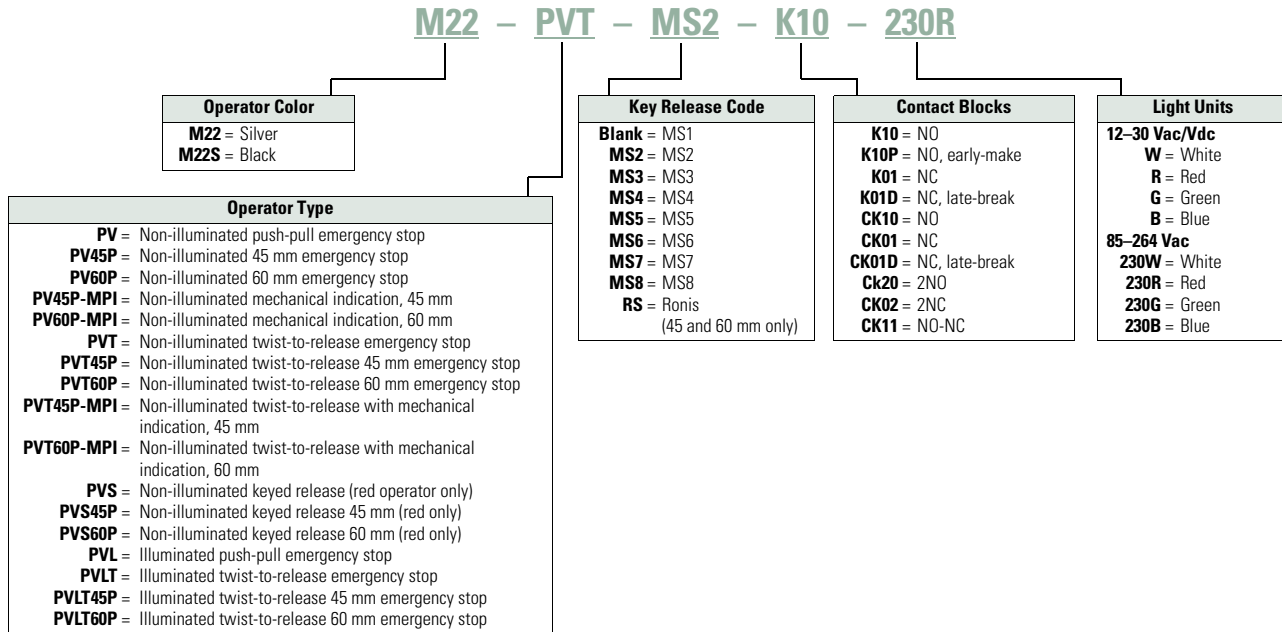 M22 – PVT – MS2 – K10 – 230R
Operator Color
M22 = Silver
M22S = Black
Operator Type
PV = Non-illuminated push-pull emergency stop
PV45P = Non-illuminated 45 mm emergency stop
PV60P = Non-illuminated 60 mm emergency stop
PV45P-MPI = Non-illuminated mechanical indication, 45 mm
PV60P-MPI = Non-illuminated mechanical indication, 60 mm
PVT = Non-illuminated twist-to-release emergency stop
PVT45P = Non-illuminated twist-to-release 45 mm emergency stop
PVT60P = Non-illuminated twist-to-release 60 mm emergency stop
PVT45P-MPI = Non-illuminated twist-to-release with mechanical
indication, 45 mm
PVT60P-MPI = Non-illuminated twist-to-release with mechanical
indication, 60 mm
PVS = Non-illuminated keyed release (red operator only)
PVS45P = Non-illuminated keyed release 45 mm (red only)
PVS60P = Non-illuminated keyed release 60 mm (red only)
PVL = Illuminated push-pull emergency stop
PVLT = Illuminated twist-to-release emergency stop
PVLT45P = Illuminated twist-to-release 45 mm emergency stop
PVLT60P = Illuminated twist-to-release 60 mm emergency stop
Key Release Code
Blank = MS1
MS2 = MS2
MS3 = MS3
MS4 = MS4
MS5 = MS5
MS6 = MS6
MS7 = MS7
MS8 = MS8
RS = Ronis
(45 and 60 mm only)
Contact Blocks
K10 = NO
K10P = NO, early-make
K01 = NC
K01D = NC, late-break
CK10 = NO
CK01 = NC
CK01D = NC, late-break
Ck20 = 2NO
CK02 = 2NC
CK11 = NO-NC
Light Units
12–30 Vac/Vdc
W = White
R = Red
G = Green
B = Blue
85–264 Vac
230W = White
230R = Red
230G = Green
230B = Blue